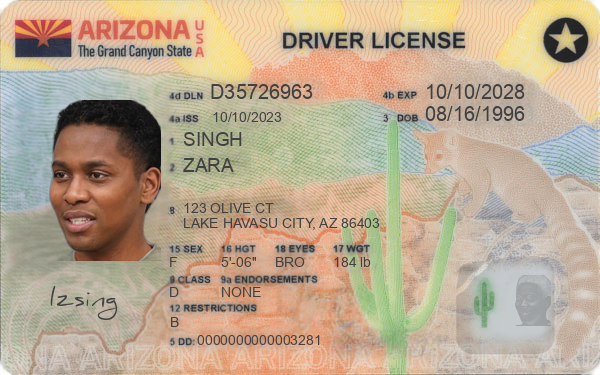 ARIZONA USA
The Grand Canyon State
DRIVER LICENSE
4d DLN D35726963
4b EXP 10/10/2028
4a ISS 10/10/2023
3 DOB 08/16/1996
1 SINGH
2 ZARA
8 123 OLIVE CT
LAKE HAVASU CITY, AZ 86403
15 SEX 16 HGT 18 EYES 17 WGT
F 5'-06" BRO 184 lb
9 CLASS 9a ENDORSEMENTS
D NONE
12 RESTRICTIONS
B
5 DD: 0000000000003281
Izsing
ONA ARIZONA ARIZONA ARIZONA ARIZONA ARIZON